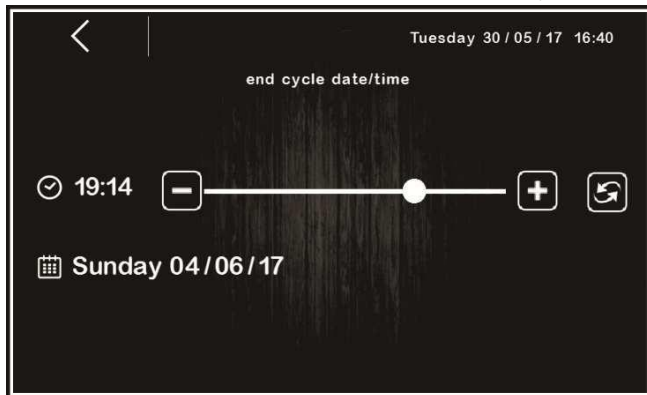 Tuesday 30 / 05 / 17 16:40
end cycle date/time
19:14
Sunday 04 / 06 / 17